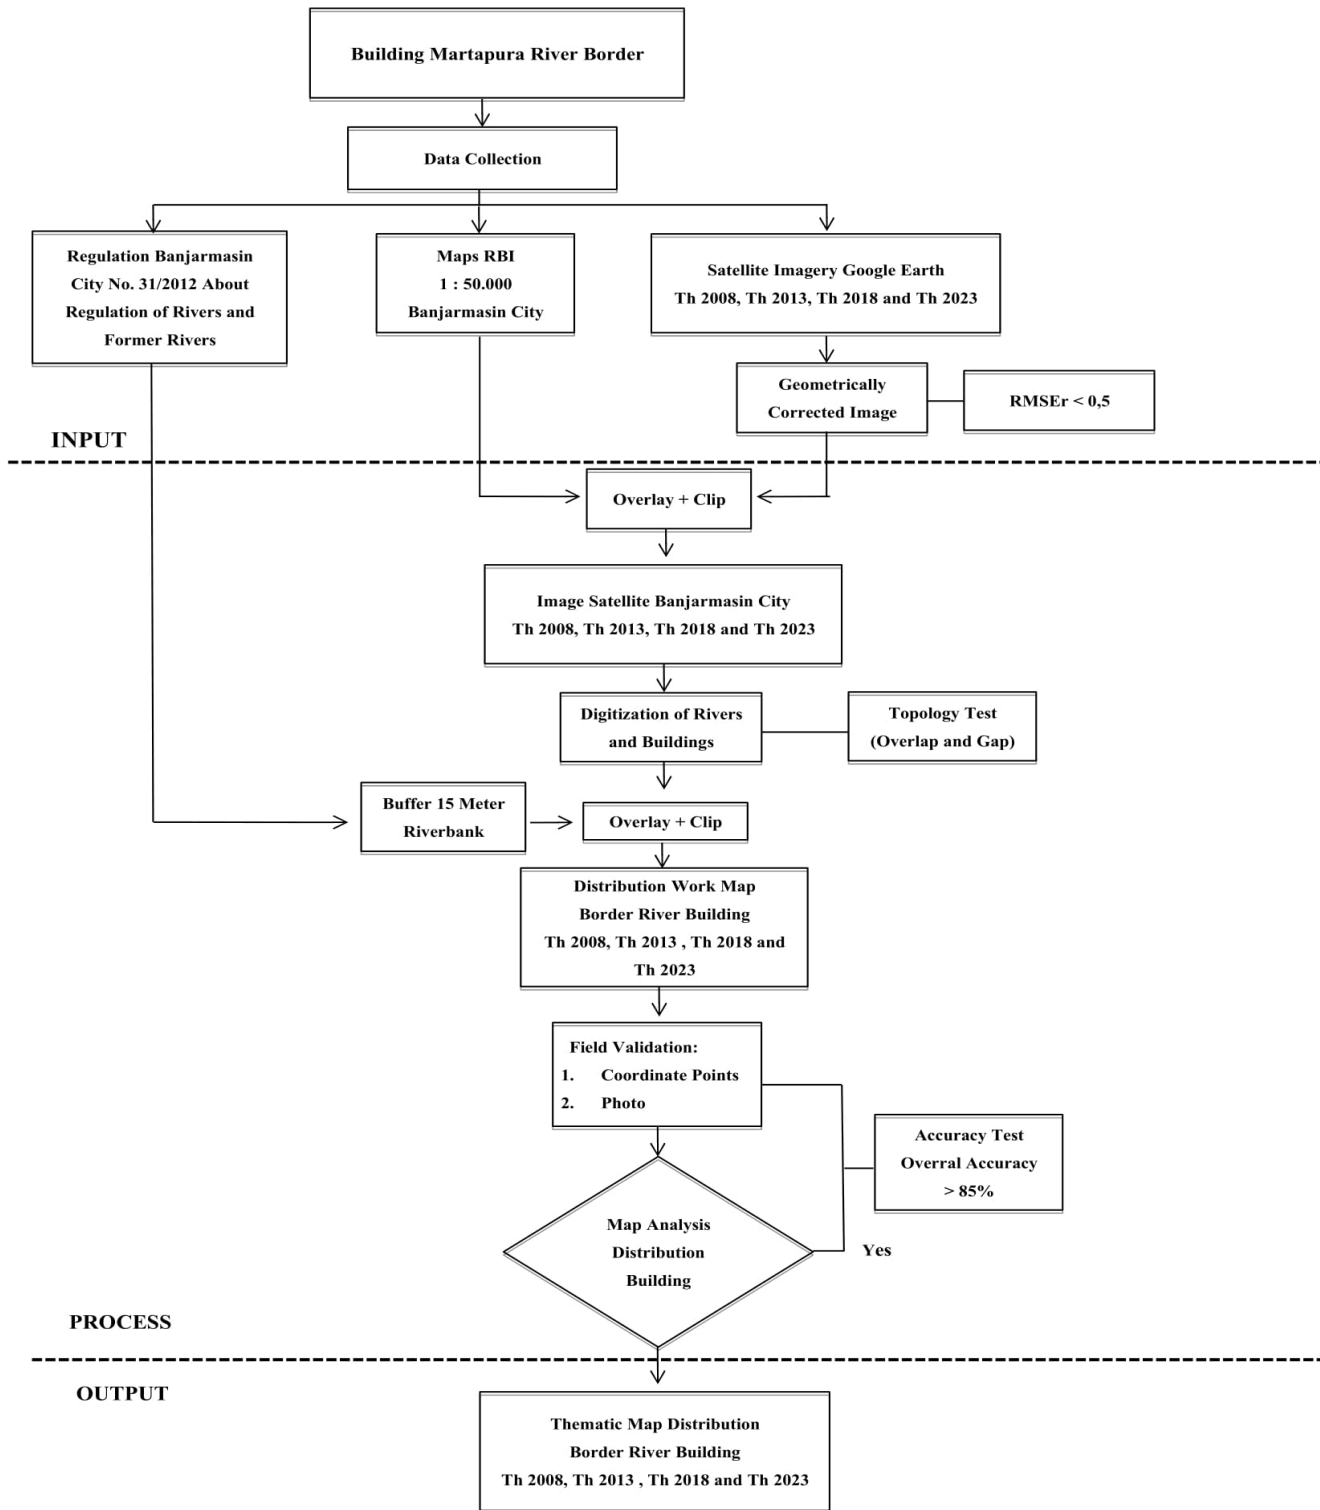 Building Martapura River Border
Data Collection
Regulation Banjarmasin
City No. 31/2012 About
Regulation of Rivers and
Former Rivers
Maps RBI
1 : 50.000
Banjarmasin City
Satellite Imagery Google Earth
Th 2008, Th 2013, Th 2018 and Th 2023
Geometrically
Corrected Image
RMSEr < 0,5
INPUT
Overlay + Clip
Image Satellite Banjarmasin City
Th 2008, Th 2013, Th 2018 and Th 2023
Digitization of Rivers
and Buildings
Topology Test
(Overlap and Gap)
Buffer 15 Meter
Riverbank
Overlay + Clip
Distribution Work Map
Border River Building
Th 2008, Th 2013 , Th 2018 and
Th 2023
Field Validation:
1. Coordinate Points
2. Photo
Accuracy Test
Overral Accuracy
> 85%
Map Analysis
Distribution
Building
Yes
PROCESS
OUTPUT
Thematic Map Distribution
Border River Building
Th 2008, Th 2013 , Th 2018 and Th 2023